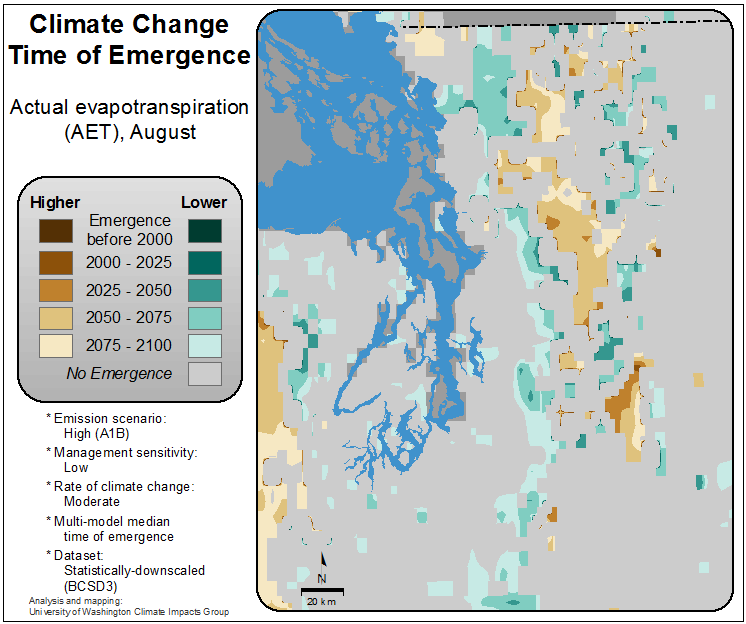 Climate Change
Time of Emergence
Actual evapotranspiration
(AET), August
Higher
Lower
Emergence
before 2000
2000 - 2025
2025 - 2050
2050 - 2075
2075 - 2100
No Emergence
* Emission scenario:
High (A1B)
* Management sensitivity:
Low
* Rate of climate change:
Moderate
* Multi-model median
time of emergence
* Dataset:
Statistically-downscaled
(BCSD3)
Analysis and mapping:
University of Washington Climate Impacts Group
N
20 km